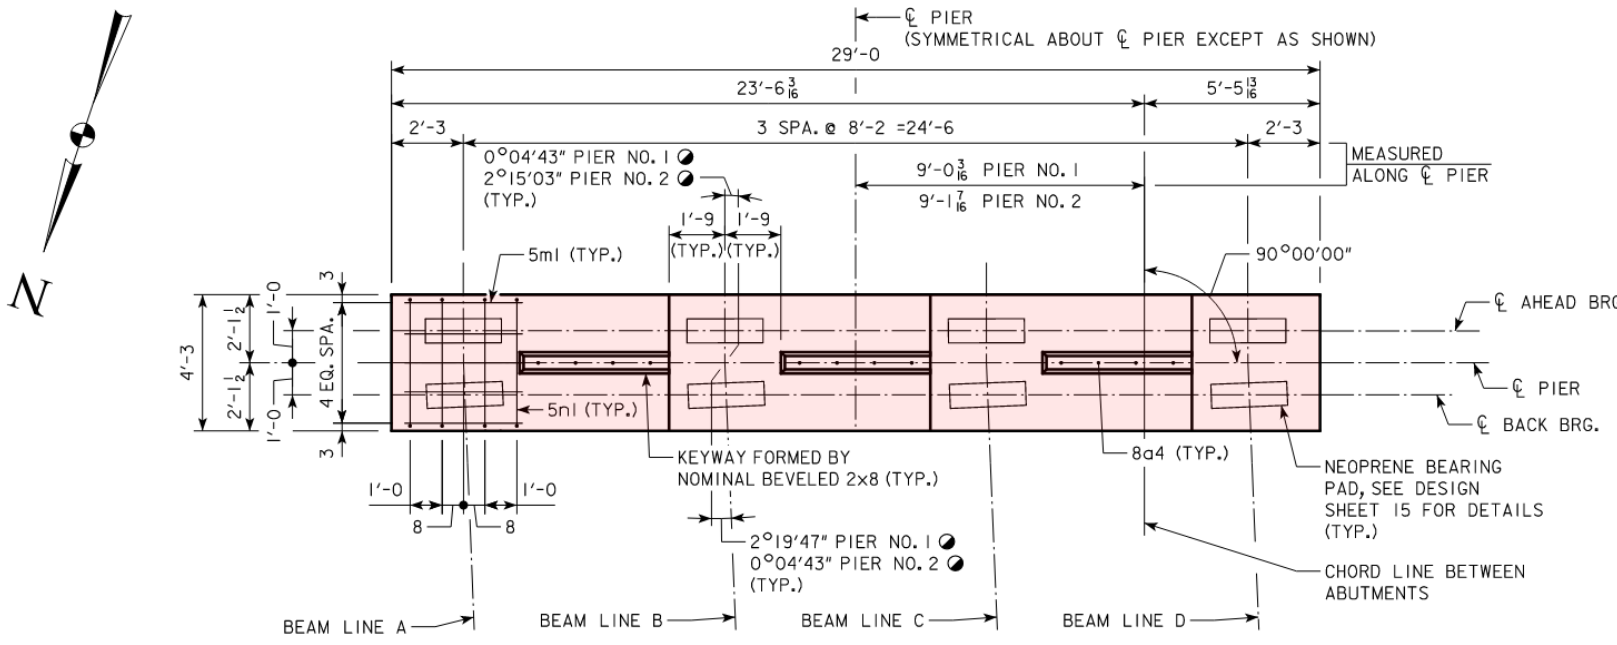 ℄ PIER
(SYMMETRICAL ABOUT ℄ PIER EXCEPT AS SHOWN)
29'-0
23'-6 3/16
5'-5 13/16
2'-3
3 SPA. @ 8'-2 =24'-6
2'-3
0°04'43" PIER NO. 1
2°15'03" PIER NO. 2
(TYP.)
9'-0 3/16 PIER NO. 1
9'-1 7/16 PIER NO. 2
MEASURED
ALONG ℄ PIER
1'-9
1'-9
(TYP.)
(TYP.)
5m1 (TYP.)
90°00'00"
N
3
1'-0
2'-1 1/2
4'-3
4 EQ. SPA.
2'-1 1/2
1'-0
3
℄ AHEAD BRG
℄ PIER
℄ BACK BRG.
5n1 (TYP.)
KEYWAY FORMED BY
NOMINAL BEVELED 2x8 (TYP.)
8a4 (TYP.)
NEOPRENE BEARING
PAD, SEE DESIGN
SHEET 15 FOR DETAILS
(TYP.)
1'-0
1'-0
8
8
2°19'47" PIER NO. 1
0°04'43" PIER NO. 2
(TYP.)
CHORD LINE BETWEEN
ABUTMENTS
BEAM LINE A
BEAM LINE B
BEAM LINE C
BEAM LINE D